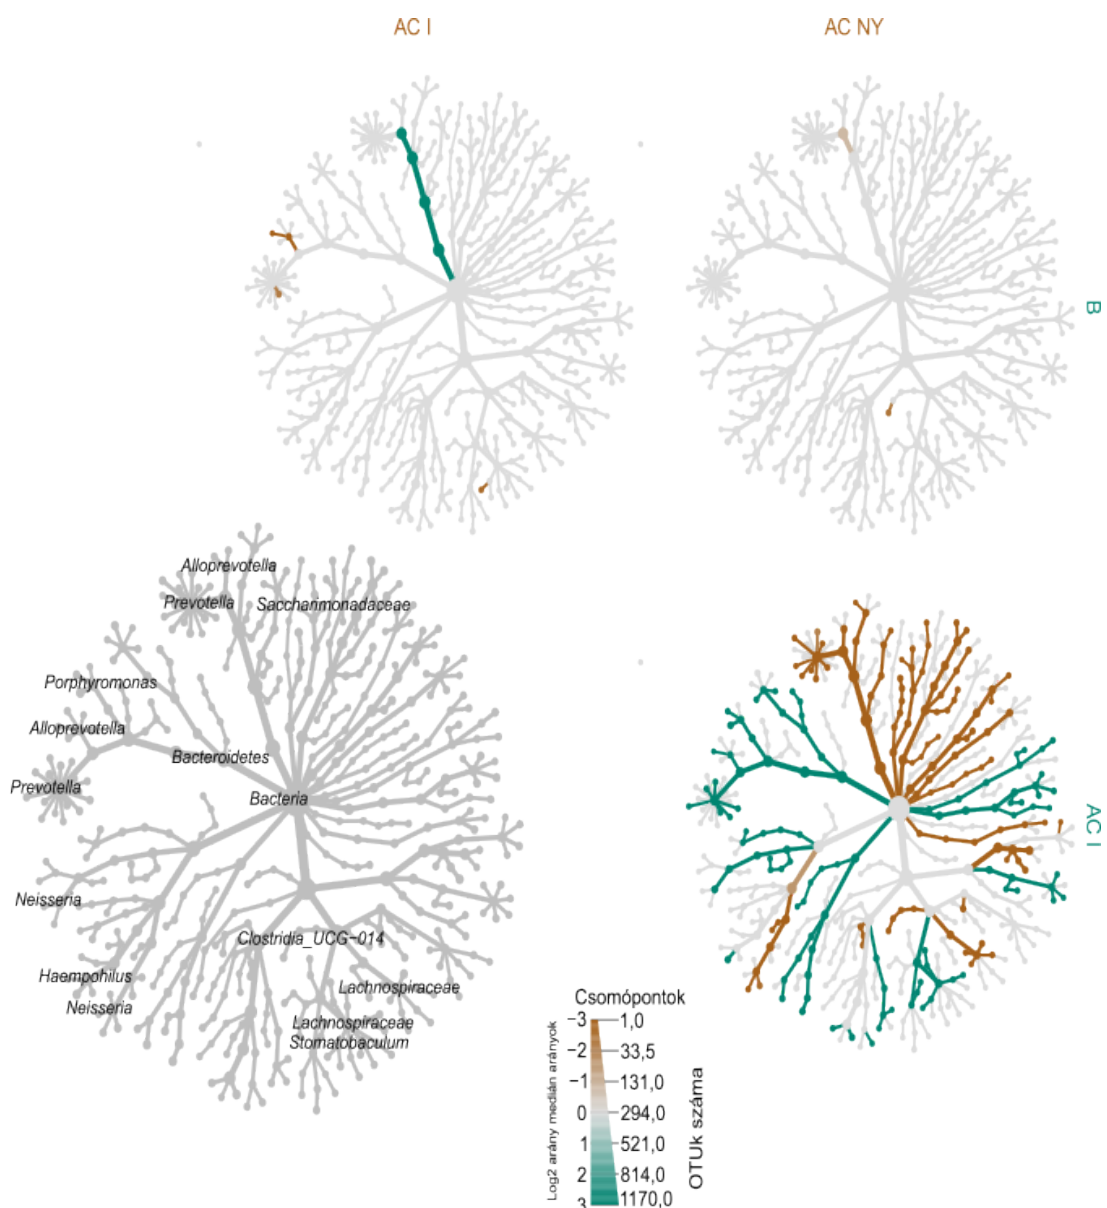 AC I
AC NY
B
Alloprevotella
Prevotella
Saccharimonadaceae
Porphyromonas
Alloprevotella
Bacteroidetes
Prevotella
Bacteria
AC I
Neisseria
Clostridia_UCG-014
Haempohilus
Lachnospiraceae
Neisseria
Lachnospiraceae
Stomatobaculum
Csomópontok
-3 1,0
-2 33,5
-1 131,0
0 294,0
1 521,0
2 814,0
3 1170,0
Log2 arány medián arányok
OTUk száma